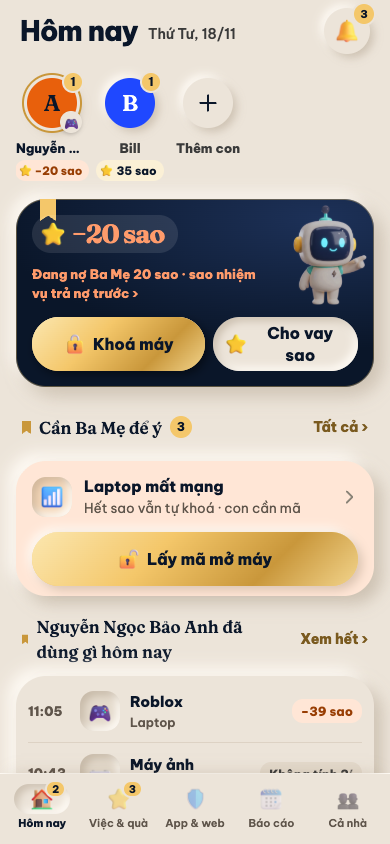 Hôm nay Thứ Tư, 18/11
3
A
1
B
1
Nguyễn ...
Bill
Thêm con
−20 sao
35 sao
−20 sao
Đang nợ Ba Mẹ 20 sao · sao nhiệm
vụ trả nợ trước ›
Khoá máy
Cho vay
sao
Cần Ba Mẹ để ý 3
Tất cả ›
Laptop mất mạng
Hết sao vẫn tự khoá · con cần mã
Lấy mã mở máy
Nguyễn Ngọc Bảo Anh đã
dùng gì hôm nay
Xem hết ›
11:05
Roblox
Laptop
−39 sao
Máy ảnh
2
3
Hôm nay
Việc & quà
App & web
Báo cáo
Cả nhà